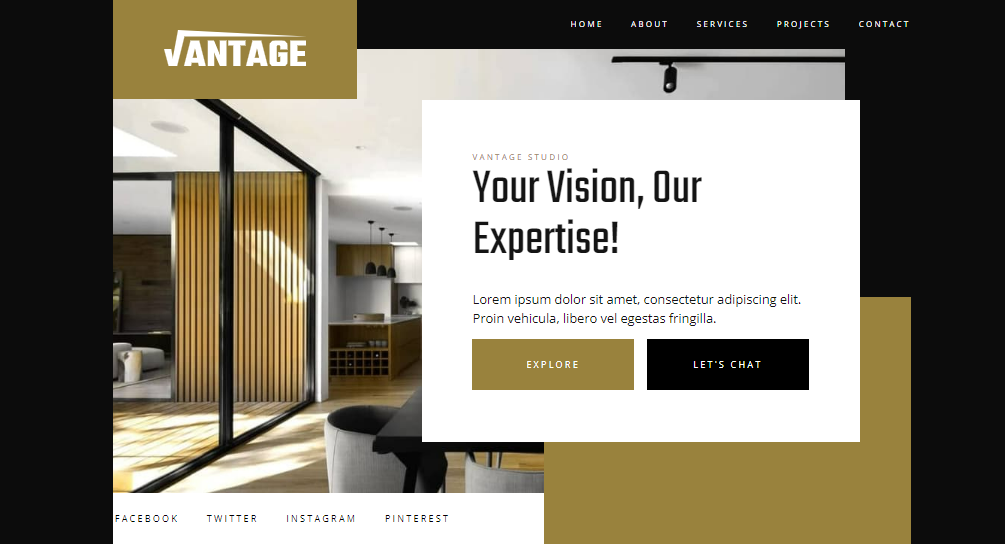 VANTAGE
HOME ABOUT SERVICES PROJECTS CONTACT
VANTAGE STUDIO
Your Vision, Our
Expertise!
Lorem ipsum dolor sit amet, consectetur adipiscing elit.
Proin vehicula, libero vel egestas fringilla.
EXPLORE LET'S CHAT
FACEBOOK TWITTER INSTAGRAM PINTEREST